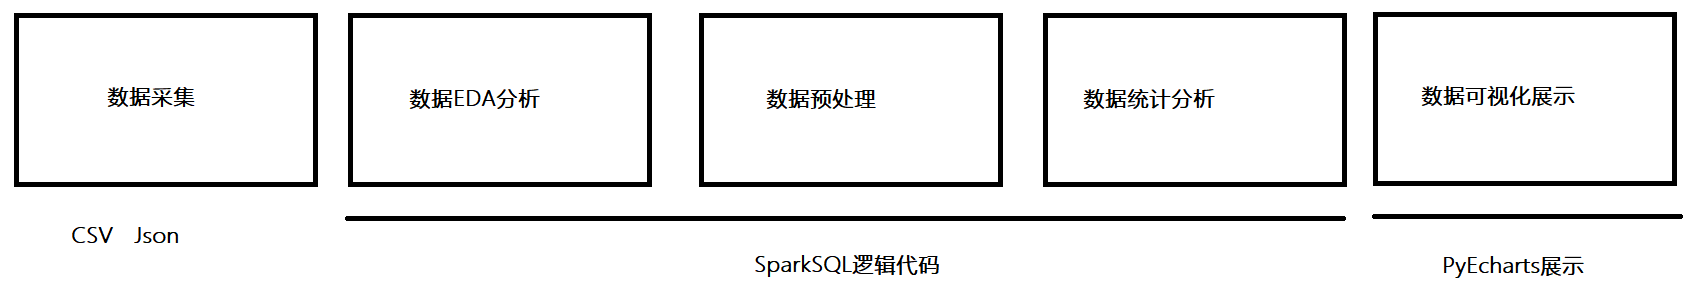 数据采集
数据EDA分析
数据预处理
数据统计分析
数据可视化展示
CSV Json
SparkSQL逻辑代码
PyEcharts展示